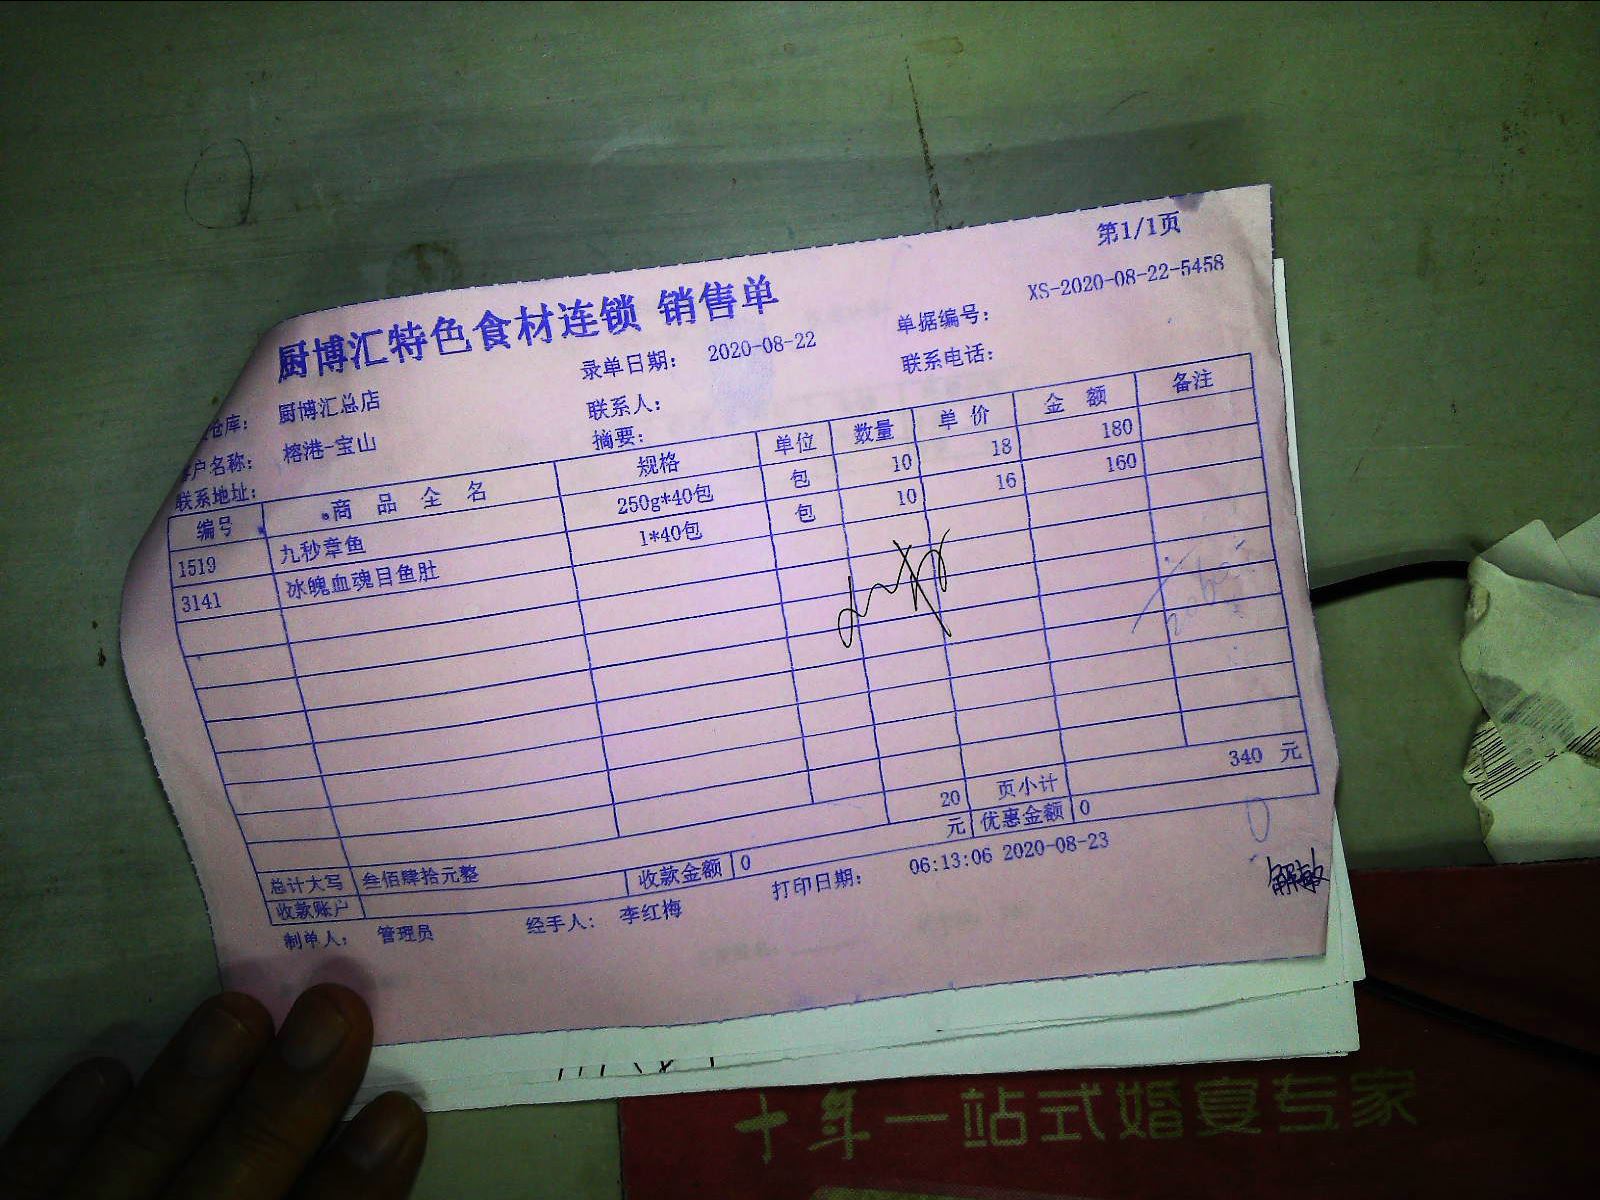 第1/1页
厨博汇特色食材连锁 销售单
录单日期: 2020-08-22 单据编号: XS-2020-08-22-5458
仓库: 厨博汇总店 联系人: 联系电话:
客户名称: 榕港-宝山 摘要:
联系地址:
编号 商品全名 规格 单位 数量 单价 金额 备注
1519 九秒章鱼 250g*40包 包 10 18 180
3141 冰魄血魂目鱼肚 1*40包 包 10 16 160
20 页小计 340 元
总计大写 叁佰肆拾元整 收款金额 0 元 优惠金额 0
收款账户
制单人: 管理员 经手人: 李红梅 打印日期: 06:13:06 2020-08-23
十年一站式婚宴专家